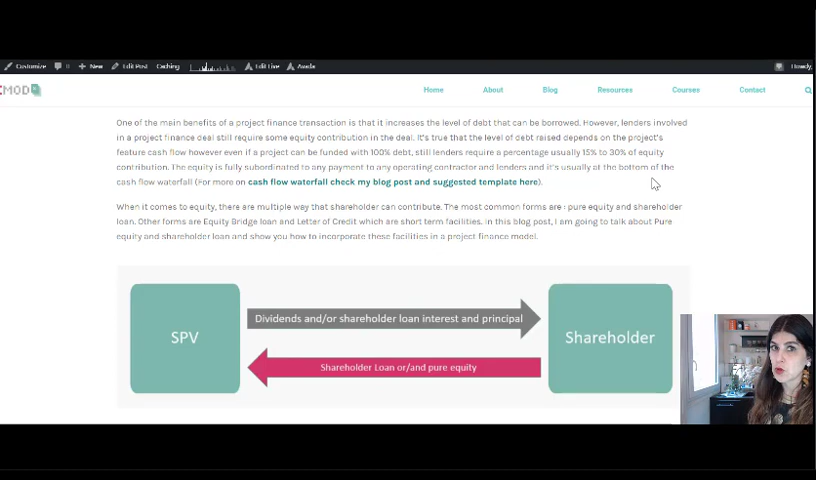 Customize 0 New Edit Post Caching Edit Live Avada Howdy,
MOD
Home About Blog Resources Courses Contact
One of the main benefits of a project finance transaction is that it increases the level of debt that can be borrowed. However, lenders involved
in a project finance deal still require some equity contribution in the deal. It's true that the level of debt raised depends on the project's
feature cash flow however even if a project can be funded with 100% debt, still lenders require a percentage usually 15% to 30% of equity
contribution. The equity is fully subordinated to any payment to any operating contractor and lenders and it's usually at the bottom of the
cash flow waterfall (For more on cash flow waterfall check my blog post and suggested template here).
When it comes to equity, there are multiple way that shareholder can contribute. The most common forms are : pure equity and shareholder
loan. Other forms are Equity Bridge loan and Letter of Credit which are short term facilities. In this blog post, I am going to talk about Pure
equity and shareholder loan and show you how to incorporate these facilities in a project finance model.
SPV
Dividends and/or shareholder loan interest and principal
Shareholder Loan or/and pure equity
Shareholder